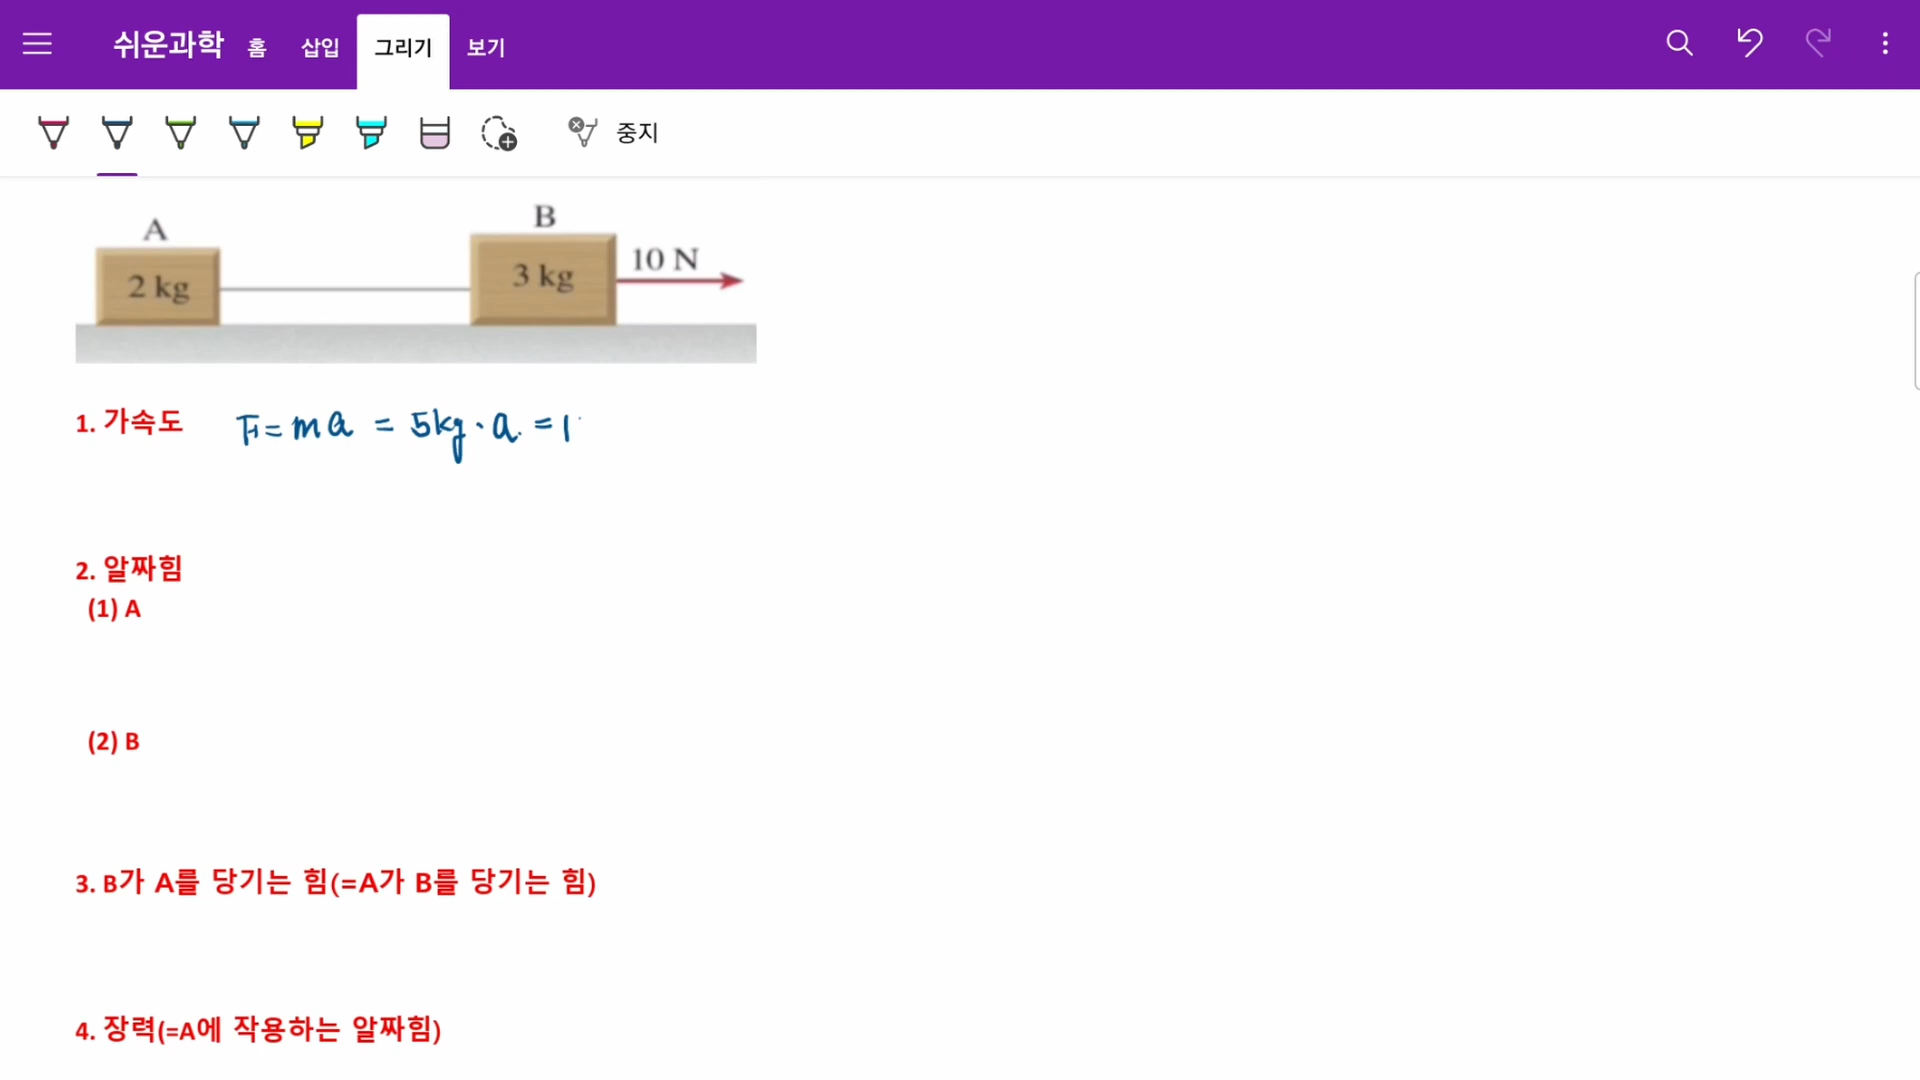 쉬운과학 홈 삽입 그리기 보기
중지
A
B
2 kg
3 kg
10 N
1. 가속도 F = ma = 5kg · a = 1
2. 알짜힘
(1) A
(2) B
3. B가 A를 당기는 힘(=A가 B를 당기는 힘)
4. 장력(=A에 작용하는 알짜힘)